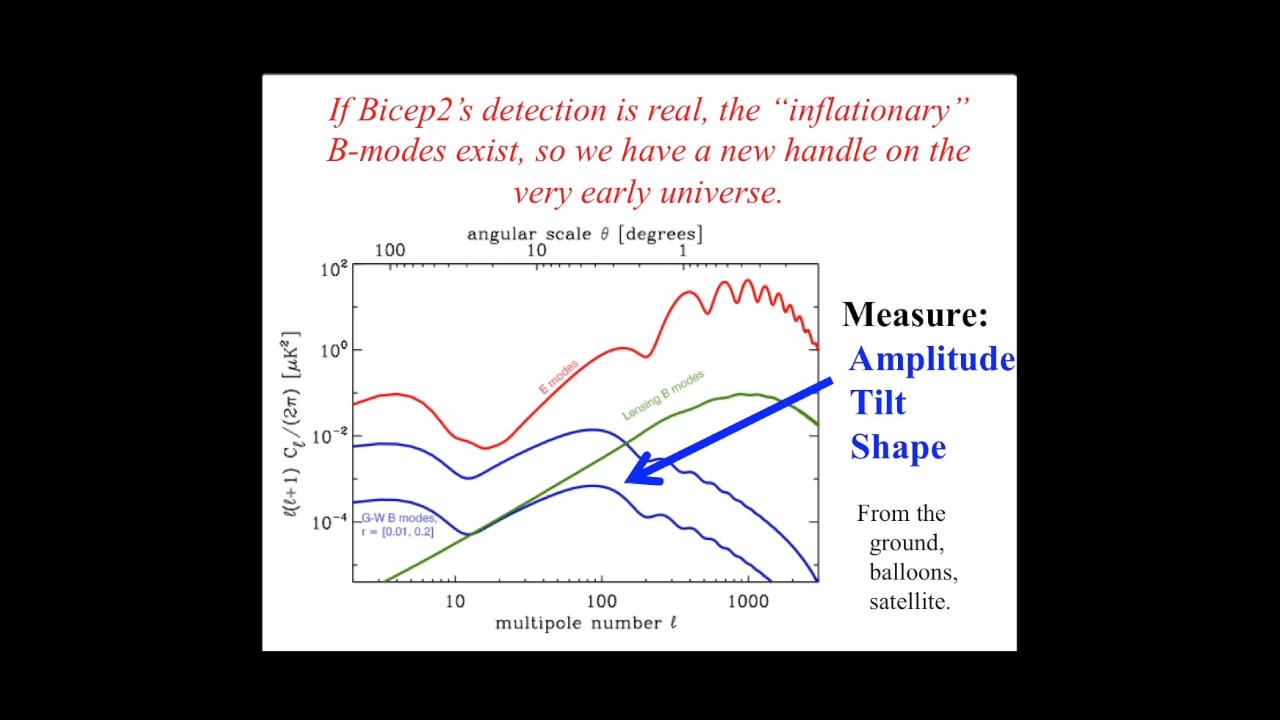 If Bicep2’s detection is real, the “inflationary”
B-modes exist, so we have a new handle on the
very early universe.
angular scale θ [degrees]
100 10 1
10²
10⁰
10⁻²
10⁻⁴
ℓ(ℓ+1) Cℓ/(2π) [μK²]
E modes
Lensing B modes
G-W B modes,
r = [0.01, 0.2]
10 100 1000
multipole number ℓ
Measure:
Amplitude
Tilt
Shape
From the
ground,
balloons,
satellite.